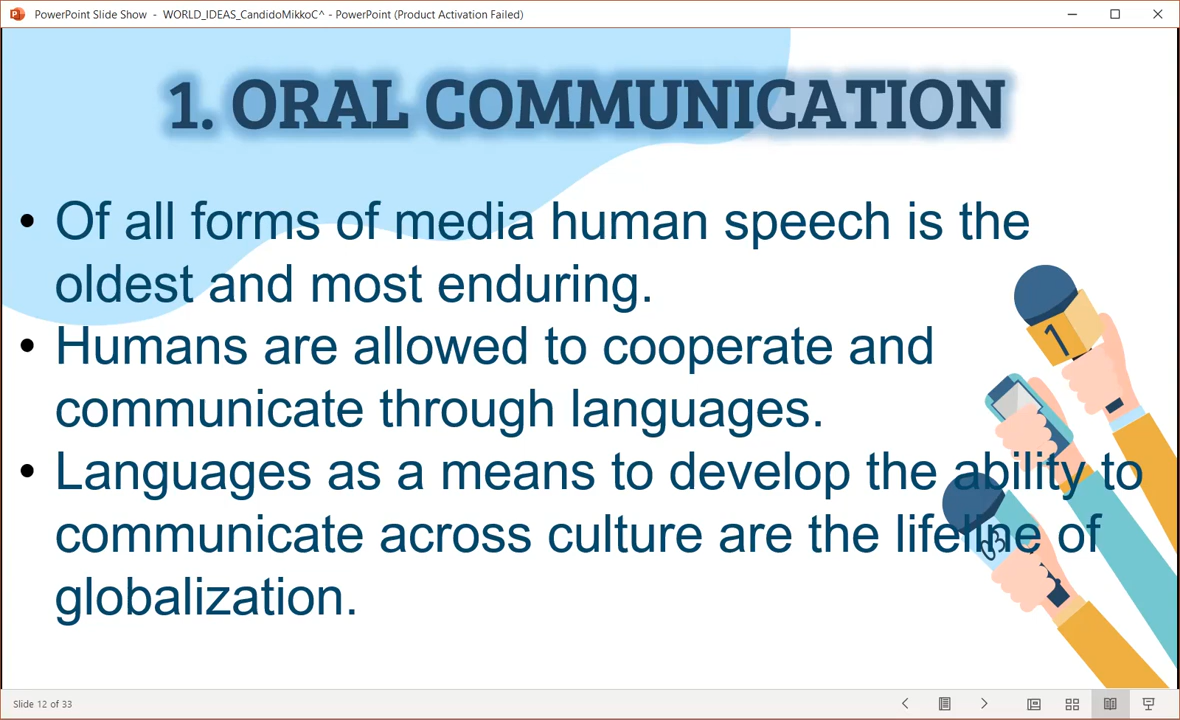 PowerPoint Slide Show - WORLD_IDEAS_CandidoMikkoC^ - PowerPoint (Product Activation Failed)
1. ORAL COMMUNICATION
• Of all forms of media human speech is the
oldest and most enduring.
• Humans are allowed to cooperate and
communicate through languages.
• Languages as a means to develop the ability to
communicate across culture are the lifeline of
globalization.
1
3
Slide 12 of 33